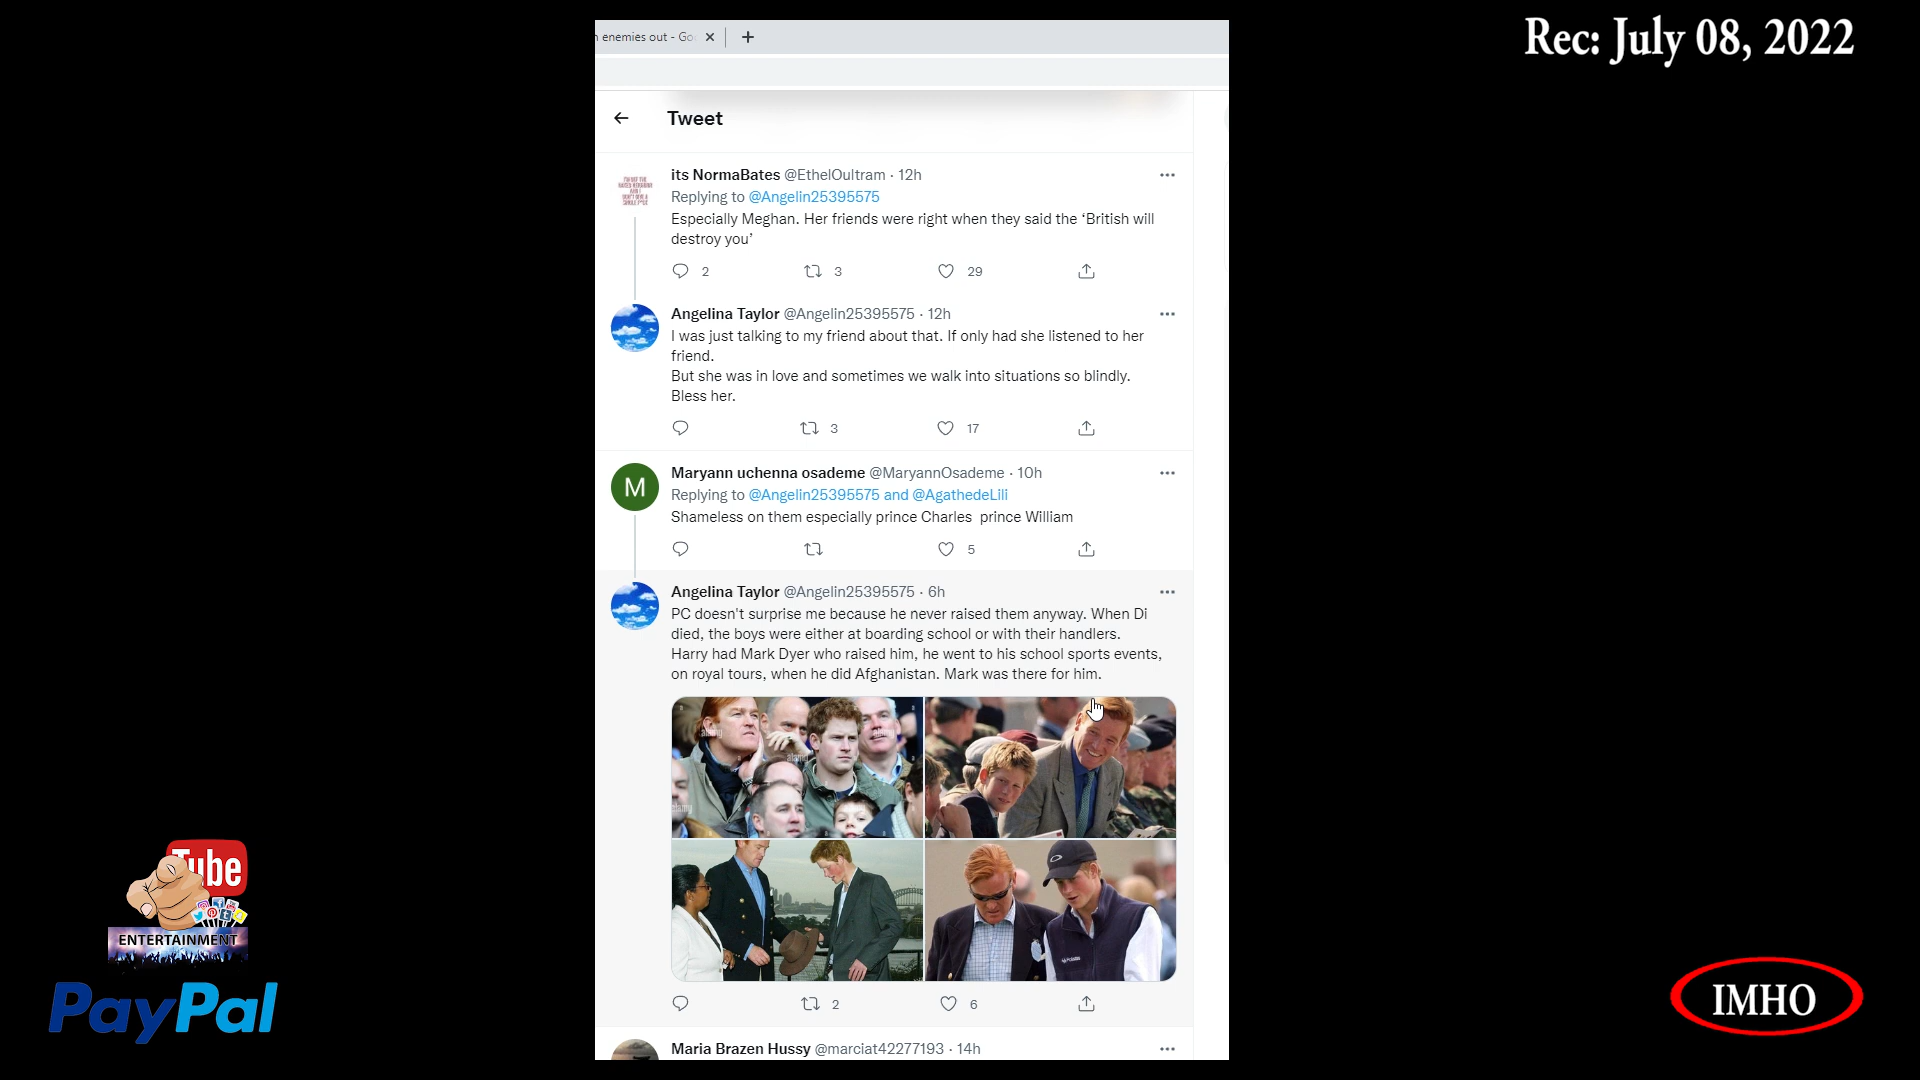 Rec: July 08, 2022
n enemies out - Go
Tweet
its NormaBates @EthelOultram · 12h
Replying to @Angelin25395575
Especially Meghan. Her friends were right when they said the ‘British will
destroy you’
2 3 29
Angelina Taylor @Angelin25395575 · 12h
I was just talking to my friend about that. If only had she listened to her
friend.
But she was in love and sometimes we walk into situations so blindly.
Bless her.
3 17
Maryann uchenna osademe @MaryannOsademe · 10h
Replying to @Angelin25395575 and @AgathedeLili
Shameless on them especially prince Charles  prince William
5
M
Angelina Taylor @Angelin25395575 · 6h
PC doesn't surprise me because he never raised them anyway. When Di
died, the boys were either at boarding school or with their handlers.
Harry had Mark Dyer who raised him, he went to his school sports events,
on royal tours, when he did Afghanistan. Mark was there for him.
alamy
alamy
alamy
2 6
Maria Brazen Hussy @marciat42277193 · 14h
Tube
ENTERTAINMENT
PayPal
IMHO